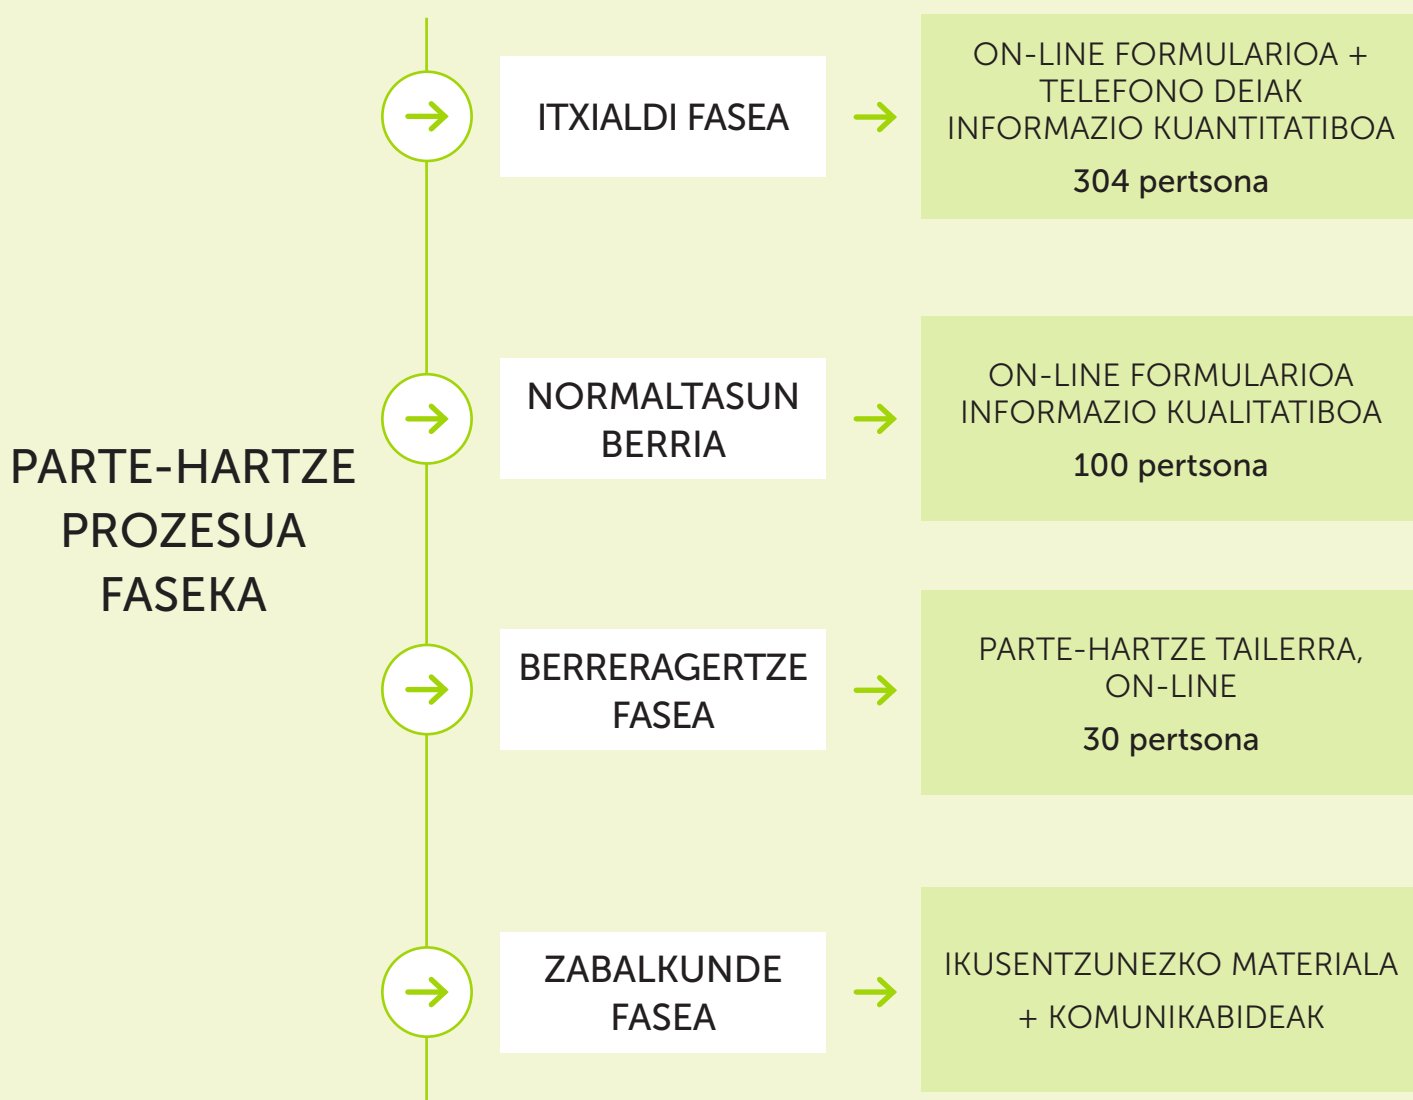 PARTE-HARTZE
PROZESUA
FASEKA
ITXIALDI FASEA
ON-LINE FORMULARIOA +
TELEFONO DEIAK
INFORMAZIO KUANTITATIBOA
304 pertsona
NORMALTASUN
BERRIA
ON-LINE FORMULARIOA
INFORMAZIO KUALITATIBOA
100 pertsona
BERRERAGERTZE
FASEA
PARTE-HARTZE TAILERRA,
ON-LINE
30 pertsona
ZABALKUNDE
FASEA
IKUSENTZUNEZKO MATERIALA
+ KOMUNIKABIDEAK